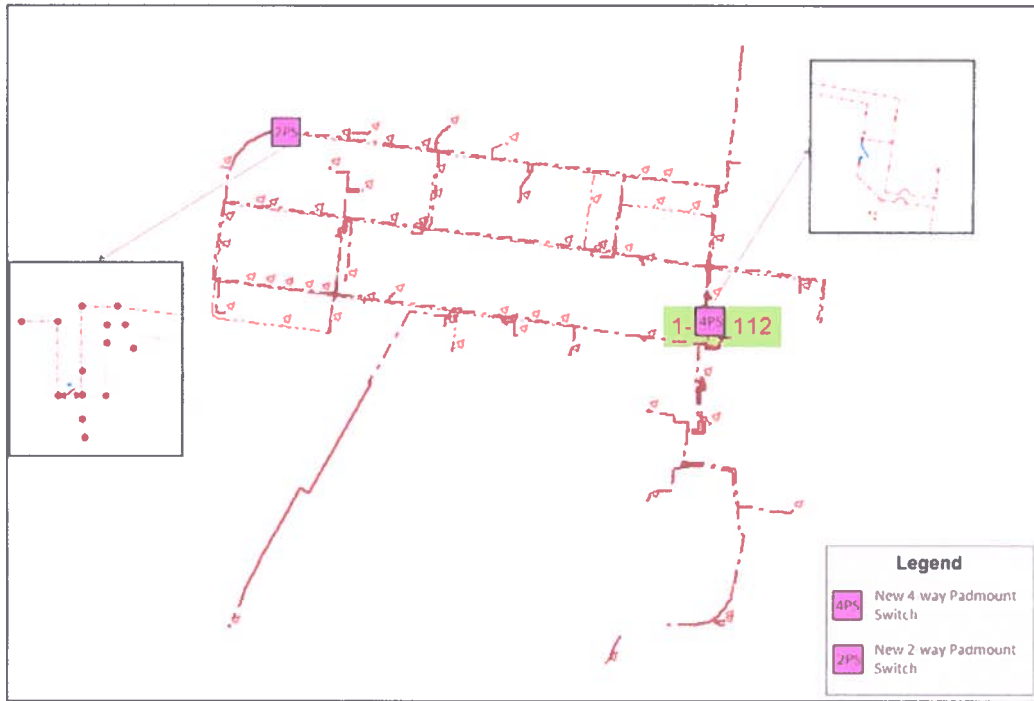 2PS
1- 4PS 112
Legend
4PS New 4 way Padmount
Switch
2PS New 2 way Padmount
Switch